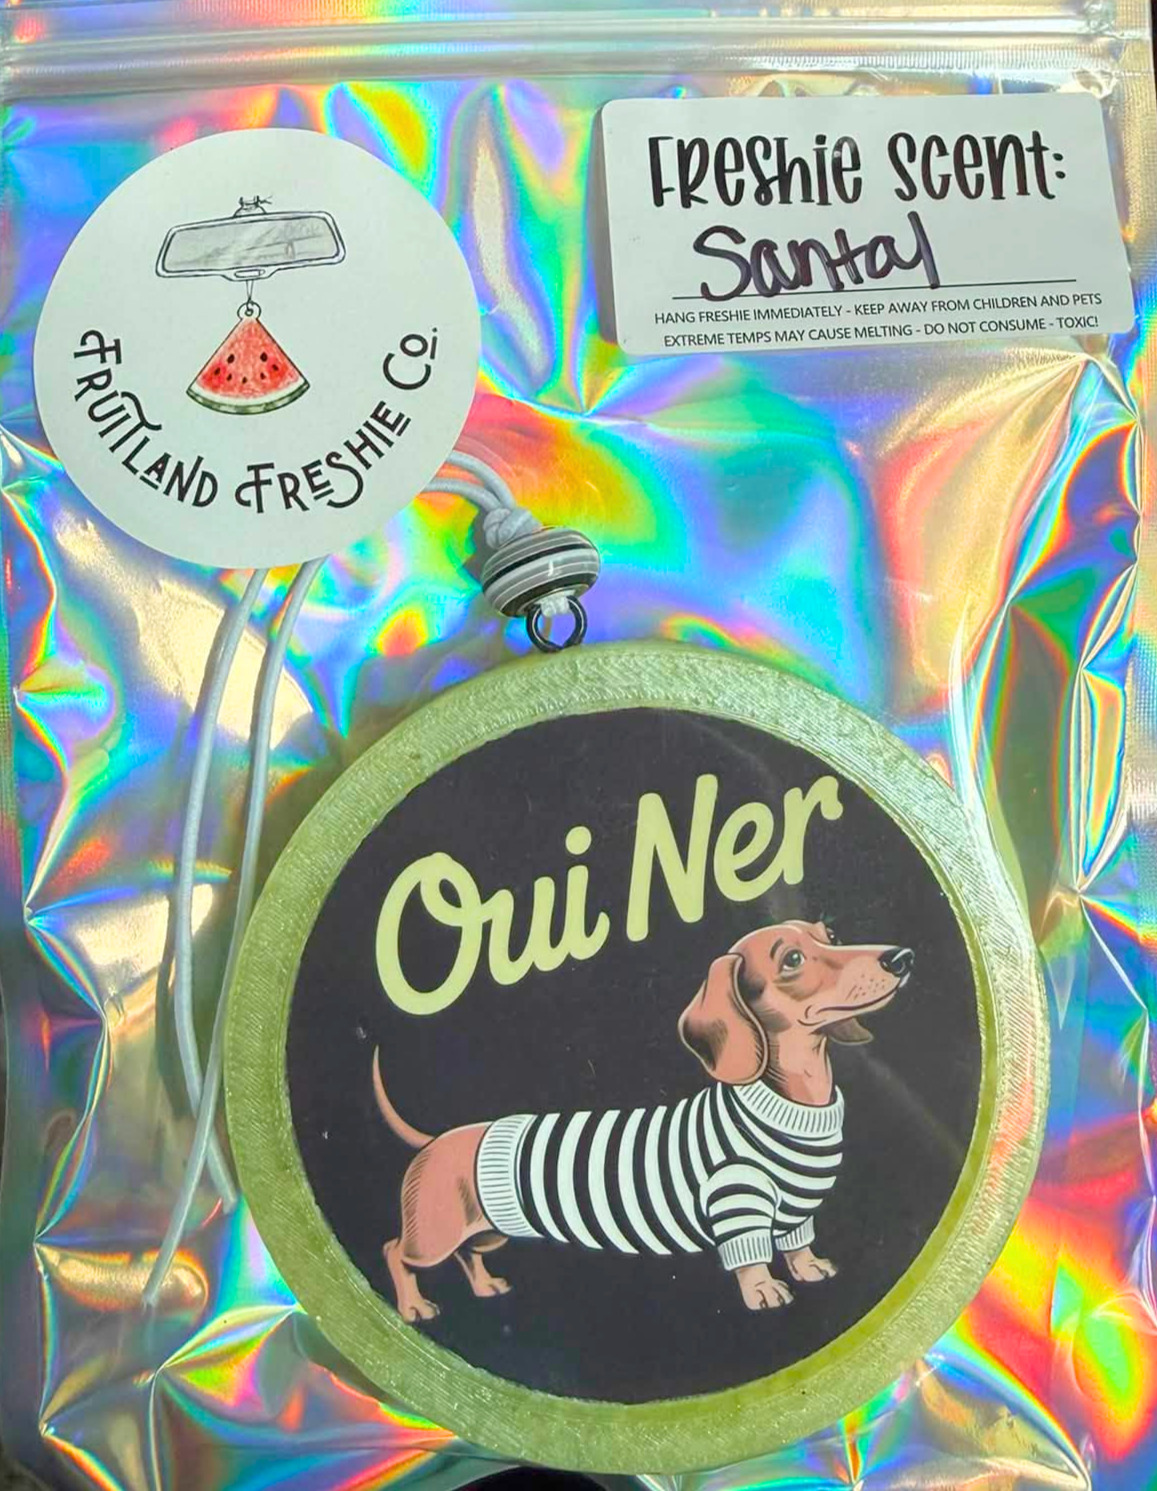 FRUITLAND FRESHIE Co.
Freshie Scent:
Santal
HANG FRESHIE IMMEDIATELY - KEEP AWAY FROM CHILDREN AND PETS
EXTREME TEMPS MAY CAUSE MELTING - DO NOT CONSUME - TOXIC!
Oui Ner